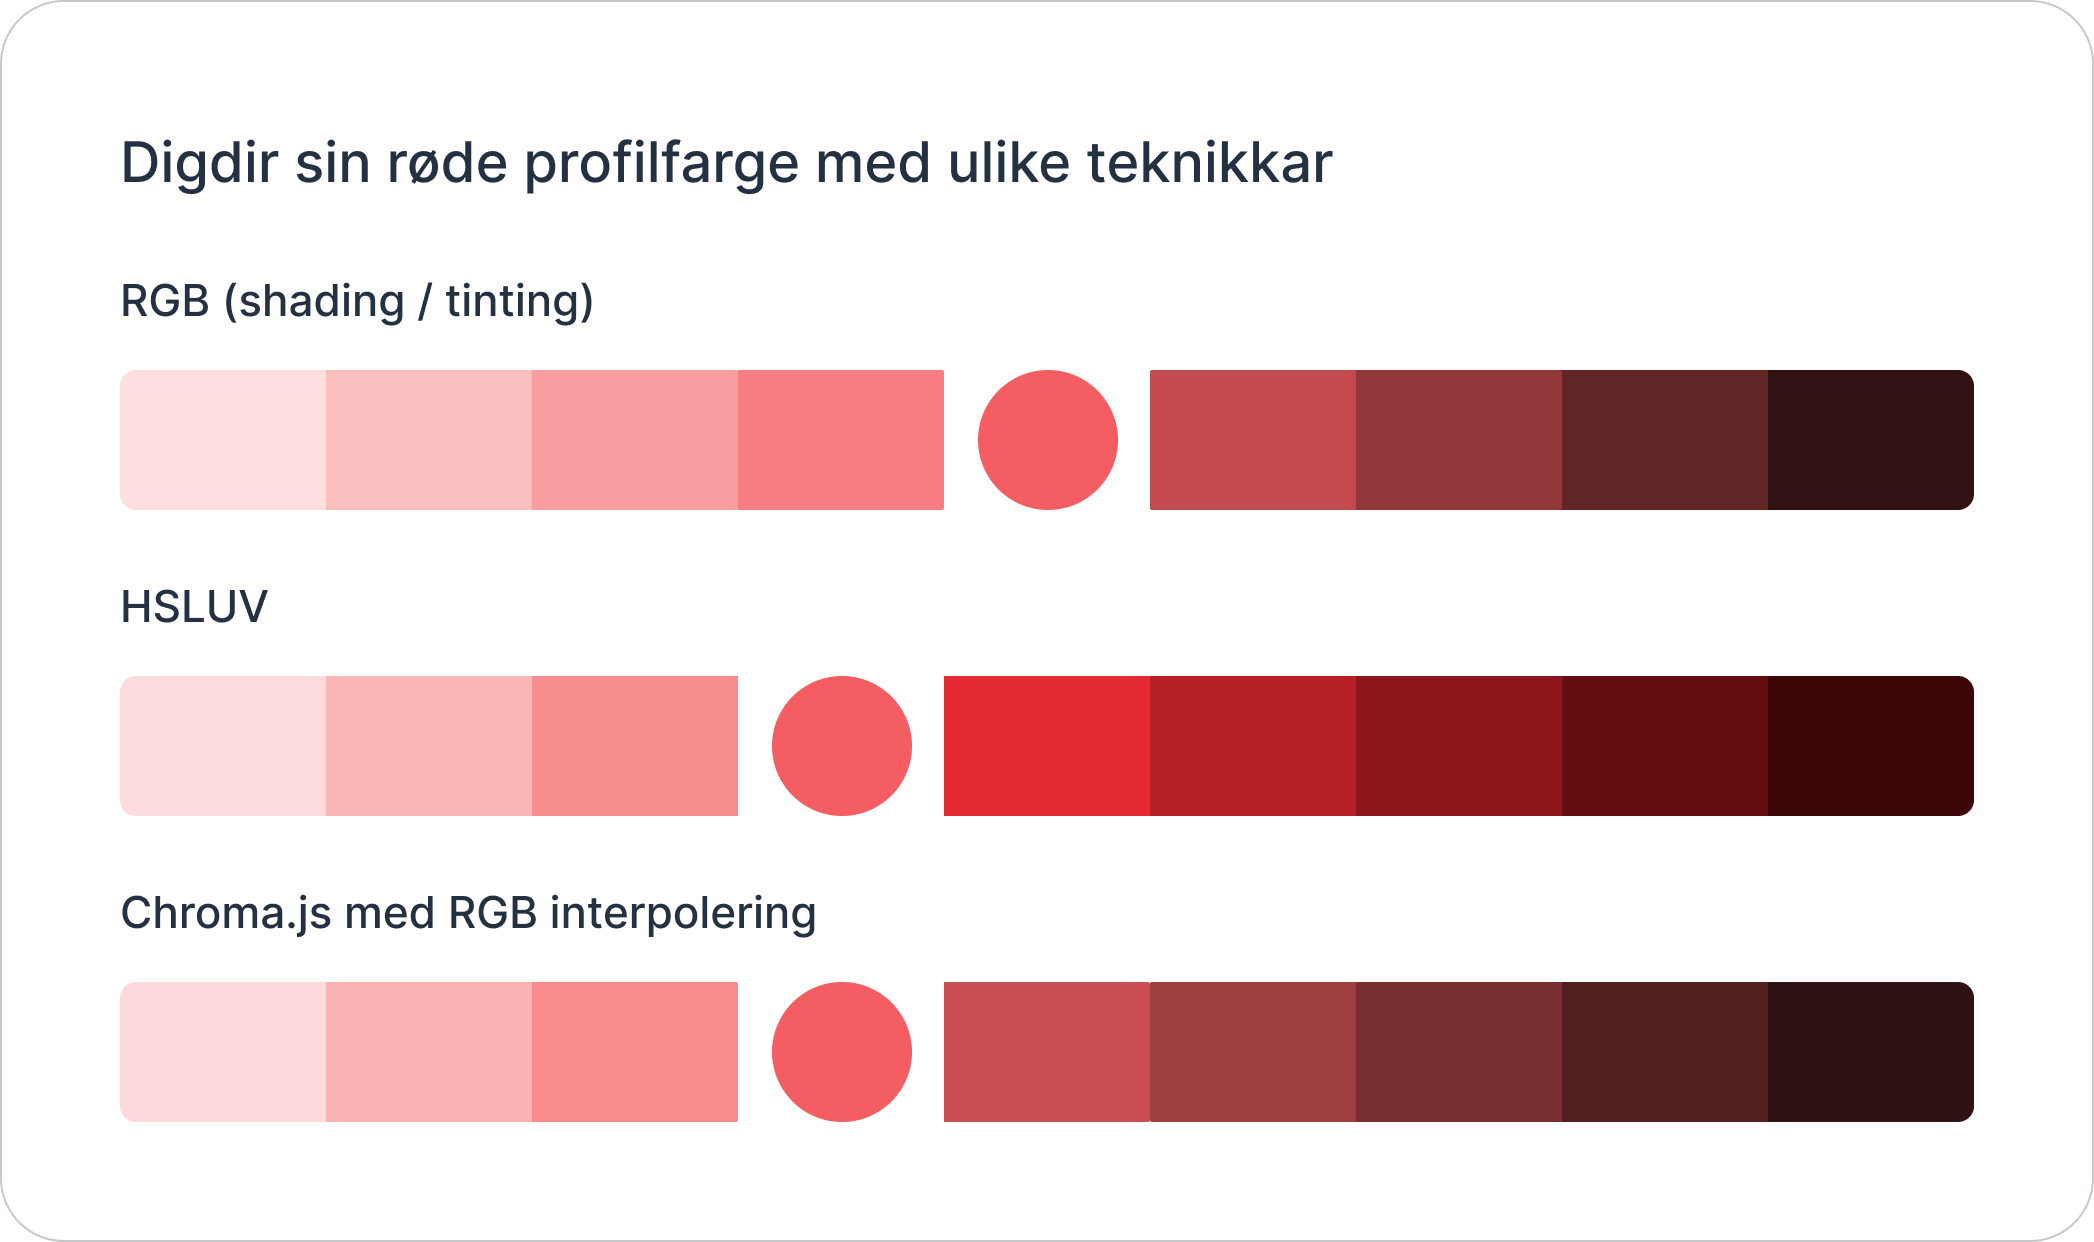 Digdir sin røde profilfarge med ulike teknikkar
RGB (shading / tinting)
HSLUV
Chroma.js med RGB interpolering